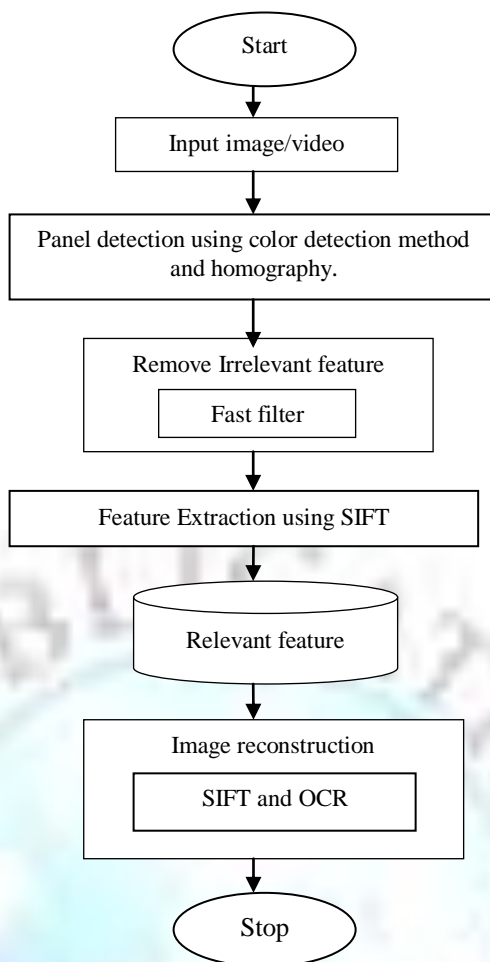 Start
Input image/video
Panel detection using color detection method
and homography.
Remove Irrelevant feature
Fast filter
Feature Extraction using SIFT
Relevant feature
Image reconstruction
SIFT and OCR
Stop